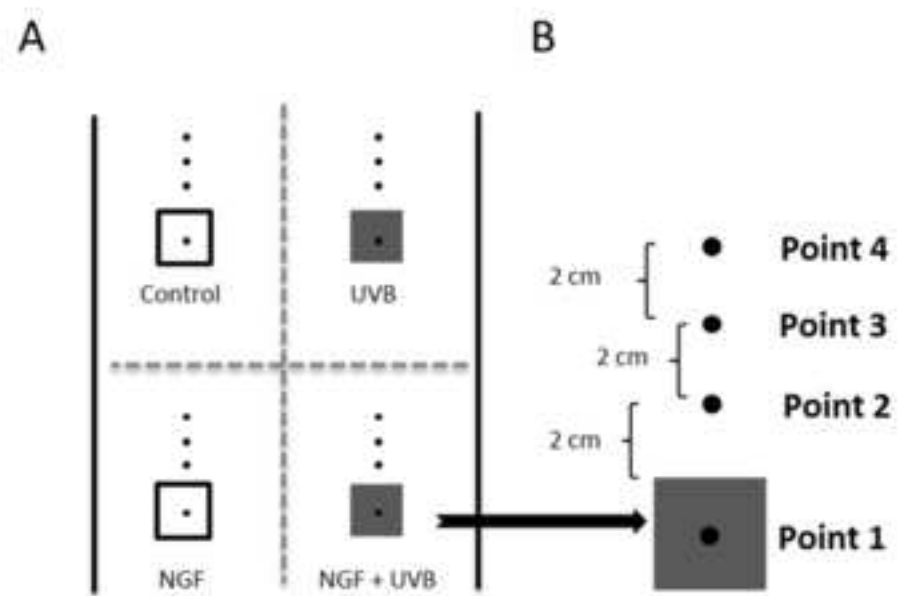 A
B
Control
UVB
NGF
NGF + UVB
2 cm
Point 4
Point 3
2 cm
Point 2
2 cm
Point 1